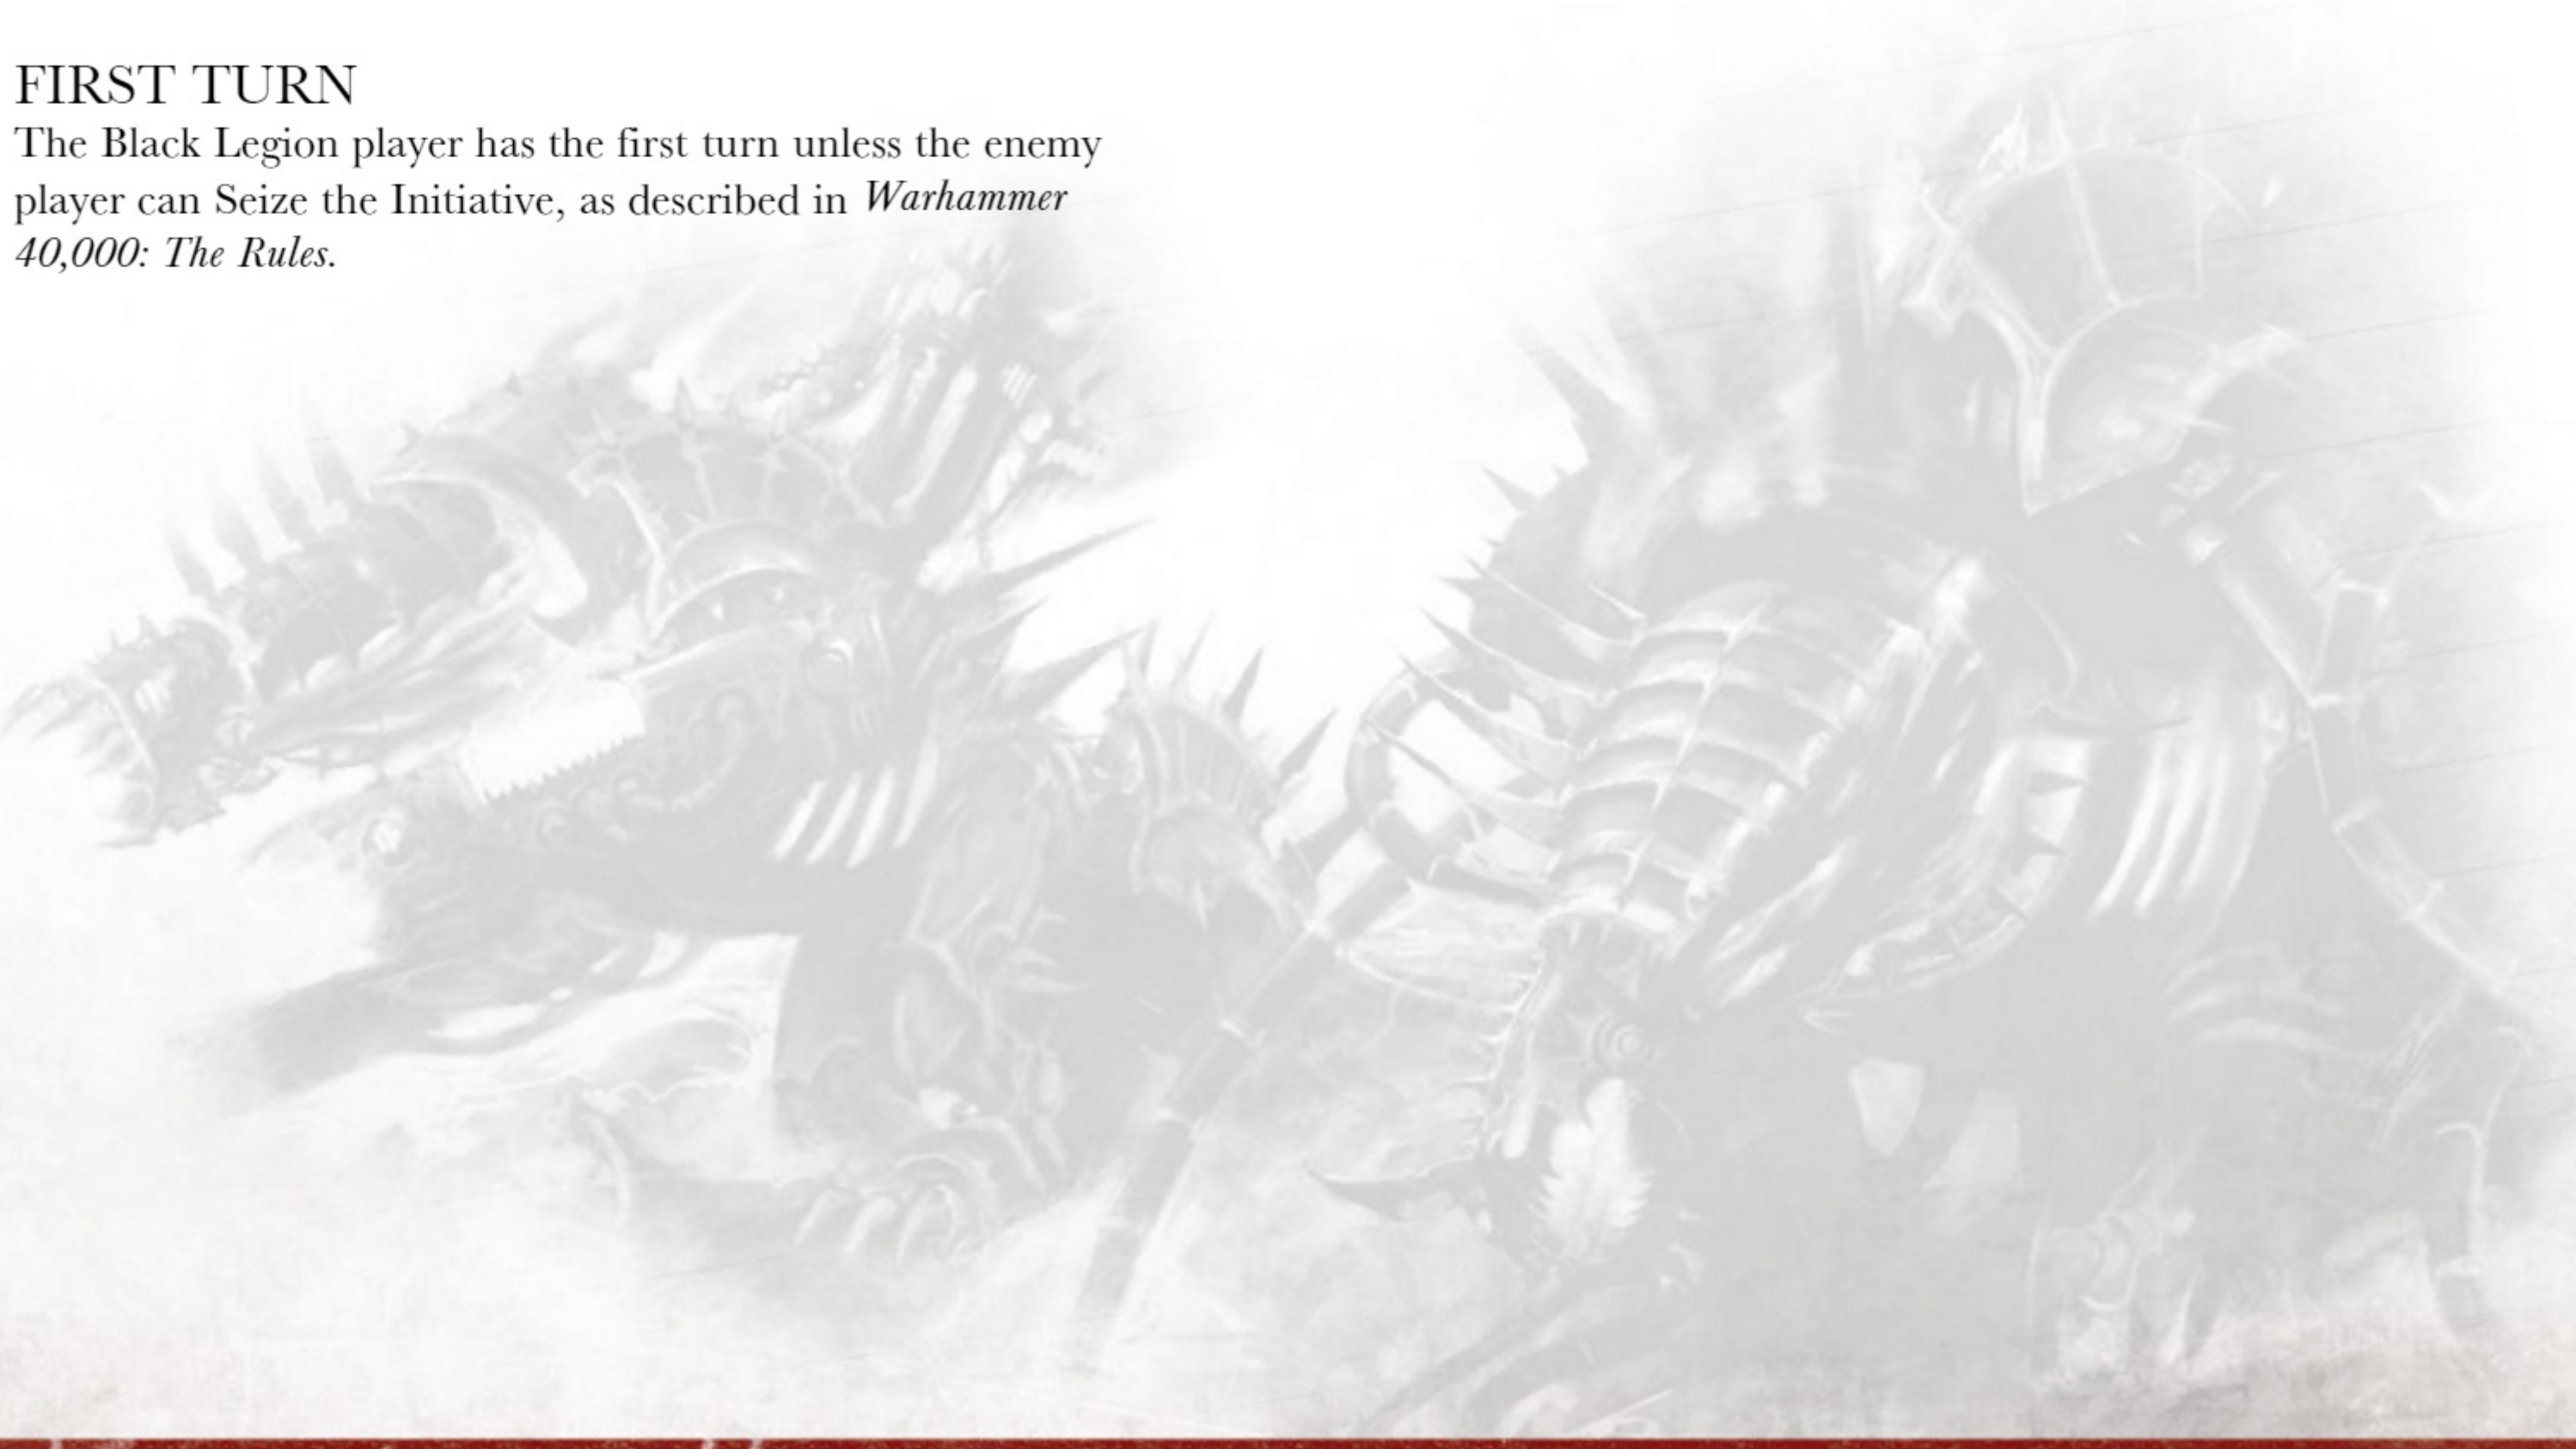 FIRST TURN
The Black Legion player has the first turn unless the enemy
player can Seize the Initiative, as described in Warhammer
40,000: The Rules.